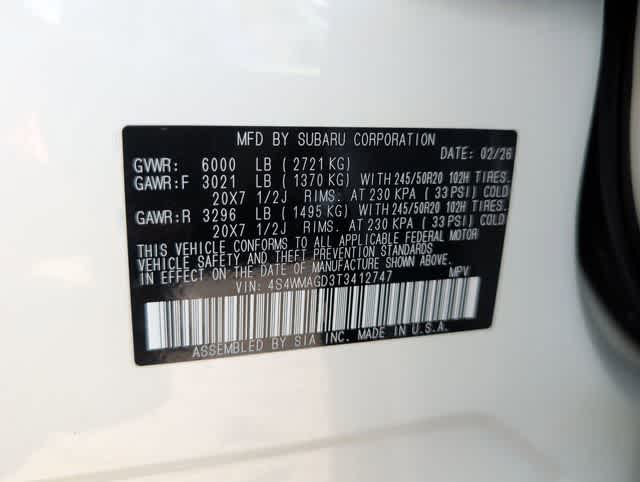 MFD BY SUBARU CORPORATION
DATE: 02/26
GVWR: 6000 LB ( 2721 KG)
GAWR:F 3021 LB ( 1370 KG) WITH 245/50R20 102H TIRES,
20X7 1/2J RIMS, AT 230 KPA ( 33 PSI) COLD
GAWR:R 3296 LB ( 1495 KG) WITH 245/50R20 102H TIRES,
20X7 1/2J RIMS, AT 230 KPA ( 33 PSI) COLD
THIS VEHICLE CONFORMS TO ALL APPLICABLE FEDERAL MOTOR
VEHICLE SAFETY AND THEFT PREVENTION STANDARDS
IN EFFECT ON THE DATE OF MANUFACTURE SHOWN ABOVE.
VIN: 4S4WMAGD3T3412747 MPV
ASSEMBLED BY SIA INC. MADE IN U.S.A.